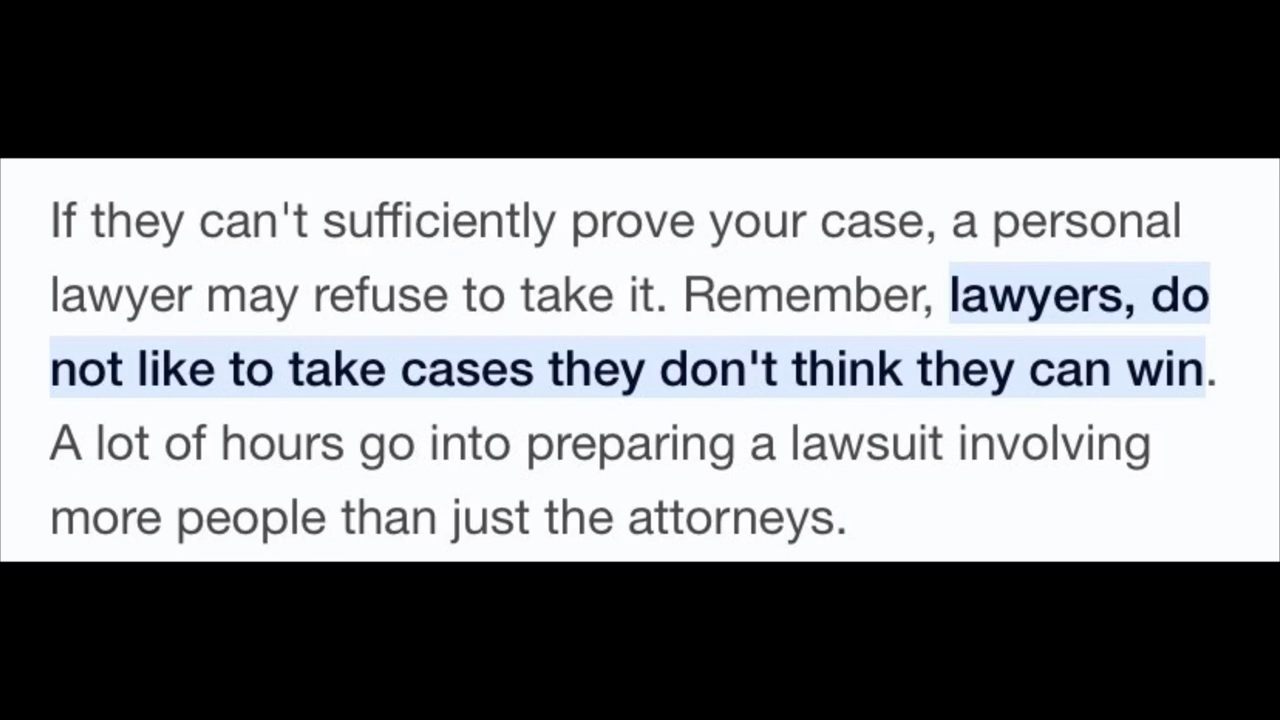 If they can't sufficiently prove your case, a personal
lawyer may refuse to take it. Remember, lawyers, do
not like to take cases they don't think they can win.
A lot of hours go into preparing a lawsuit involving
more people than just the attorneys.